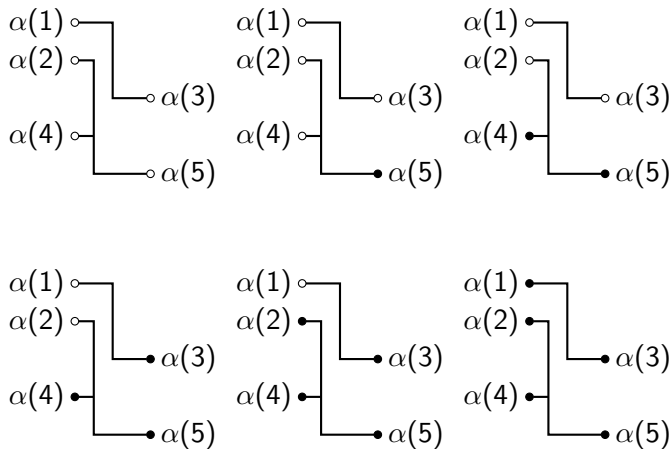 α(1) α(1) α(1)
α(2) α(2) α(2)
α(3) α(3) α(3)
α(4) α(4) α(4)
α(5) α(5) α(5)
α(1) α(1) α(1)
α(2) α(2) α(2)
α(3) α(3) α(3)
α(4) α(4) α(4)
α(5) α(5) α(5)